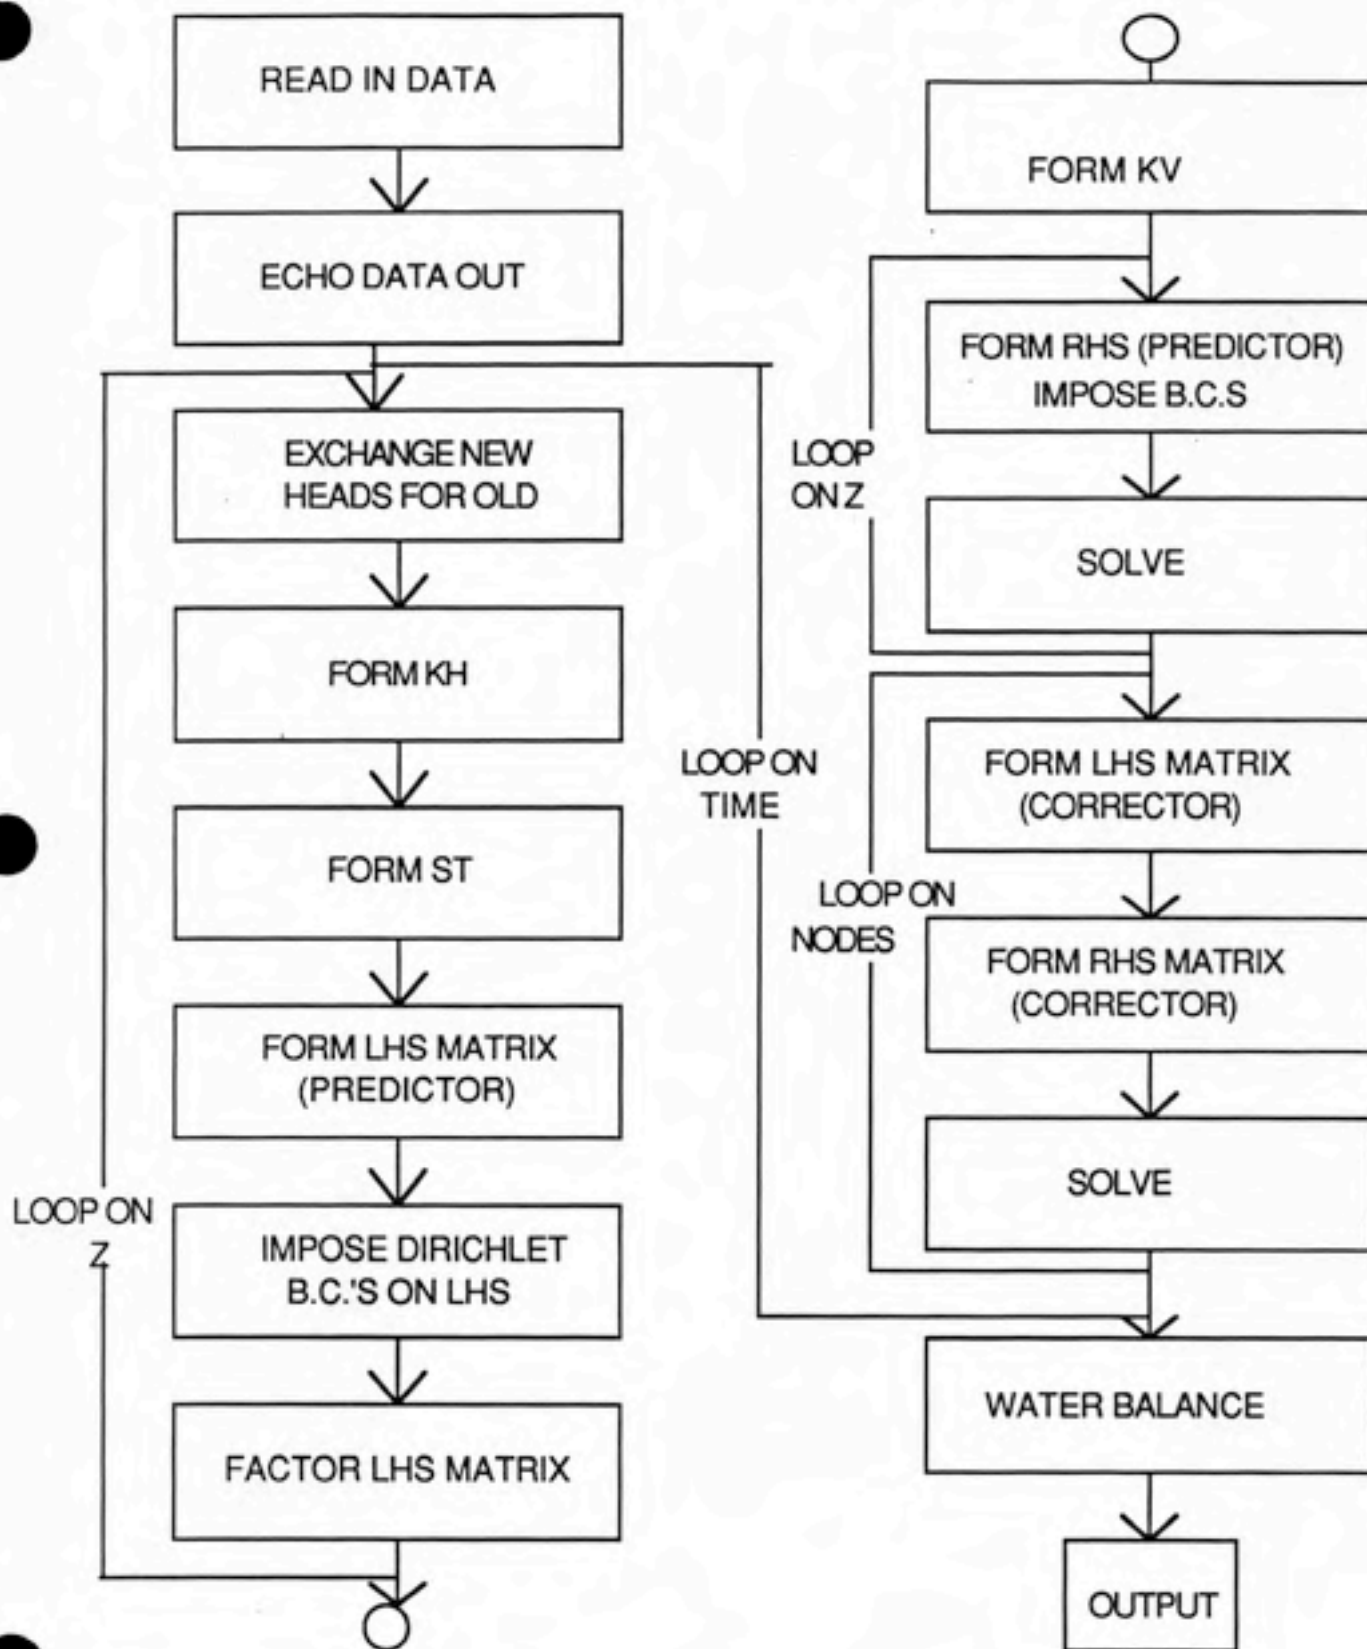 READ IN DATA
ECHO DATA OUT
EXCHANGE NEW
HEADS FOR OLD
FORM KH
FORM ST
FORM LHS MATRIX
(PREDICTOR)
LOOP ON
Z
IMPOSE DIRICHLET
B.C.'S ON LHS
FACTOR LHS MATRIX
LOOP ON
TIME
FORM KV
FORM RHS (PREDICTOR)
IMPOSE B.C.S
LOOP
ON Z
SOLVE
FORM LHS MATRIX
(CORRECTOR)
LOOP ON
NODES
FORM RHS MATRIX
(CORRECTOR)
SOLVE
WATER BALANCE
OUTPUT